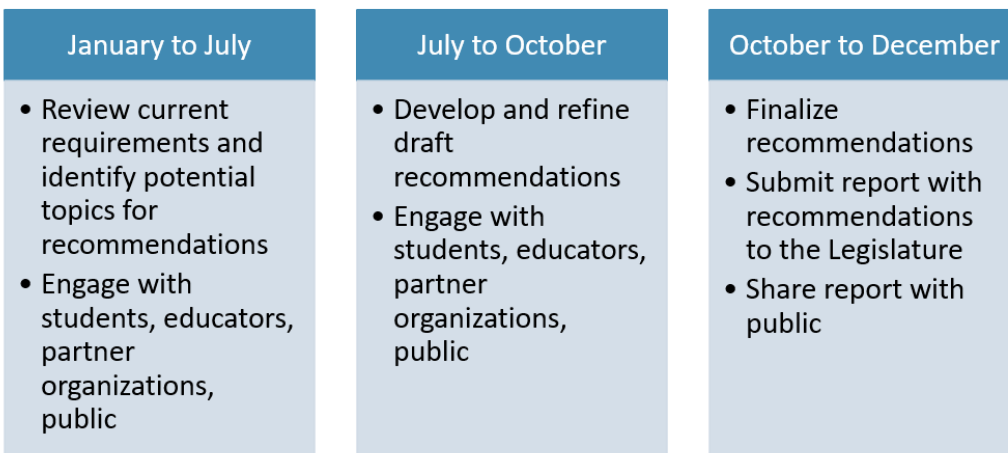 January to July
• Review current
requirements and
identify potential
topics for
recommendations
• Engage with
students, educators,
partner
organizations,
public
July to October
• Develop and refine
draft
recommendations
• Engage with
students, educators,
partner
organizations,
public
October to December
• Finalize
recommendations
• Submit report with
recommendations
to the Legislature
• Share report with
public